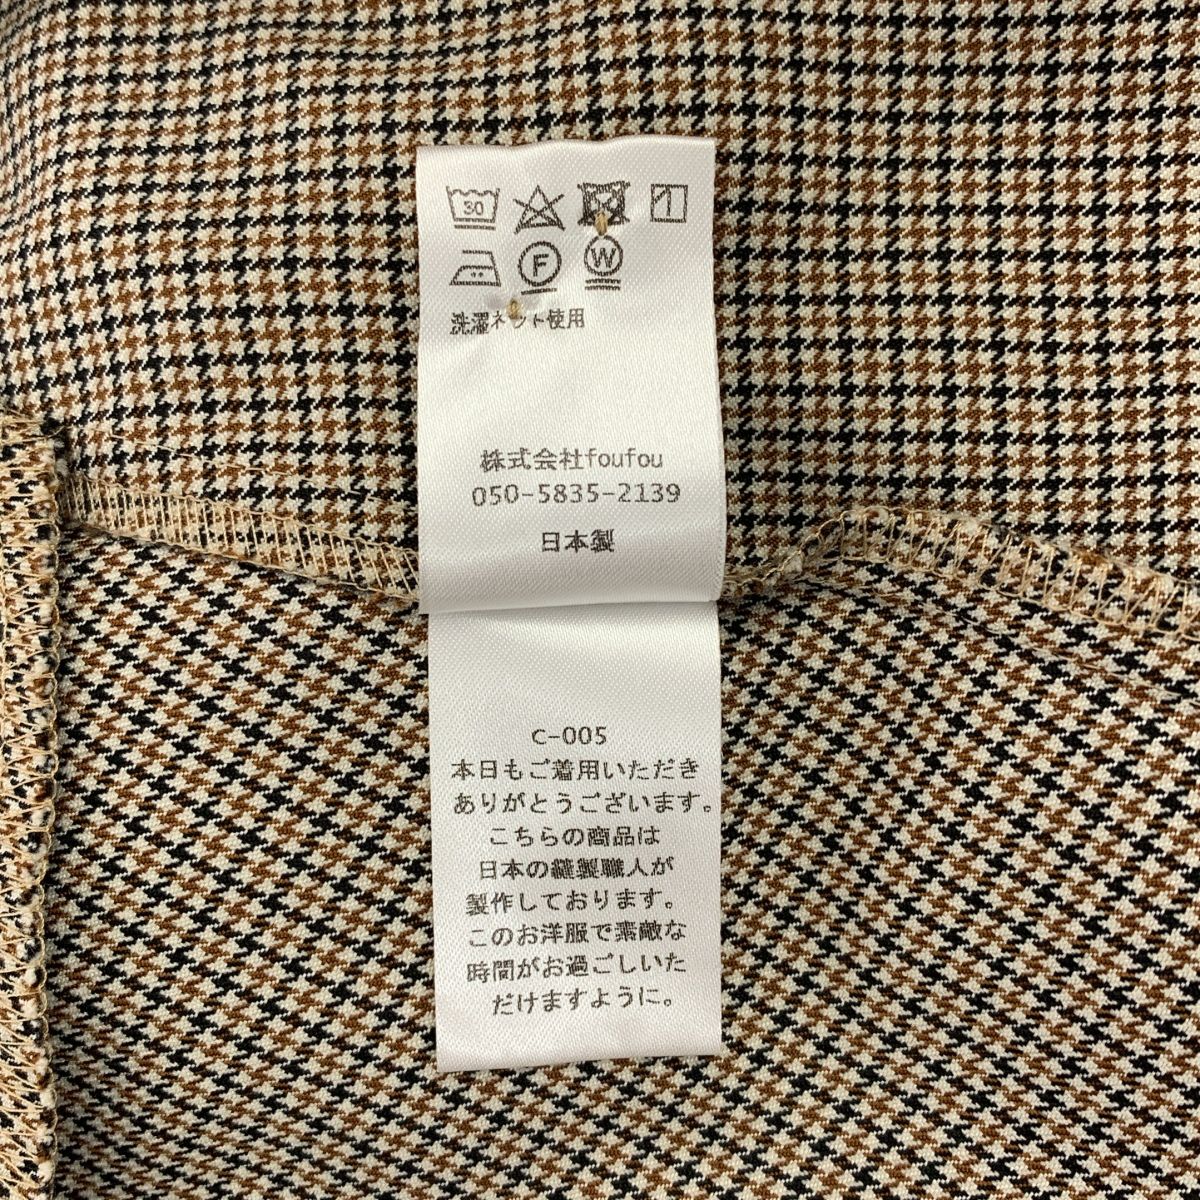 30
F W
洗濯ネット使用
株式会社foufou
050-5835-2139
日本製
c-005
本日もご着用いただき
ありがとうございます。
こちらの商品は
日本の縫製職人が
製作しております。
このお洋服で素敵な
時間がお過ごしいた
だけますように。